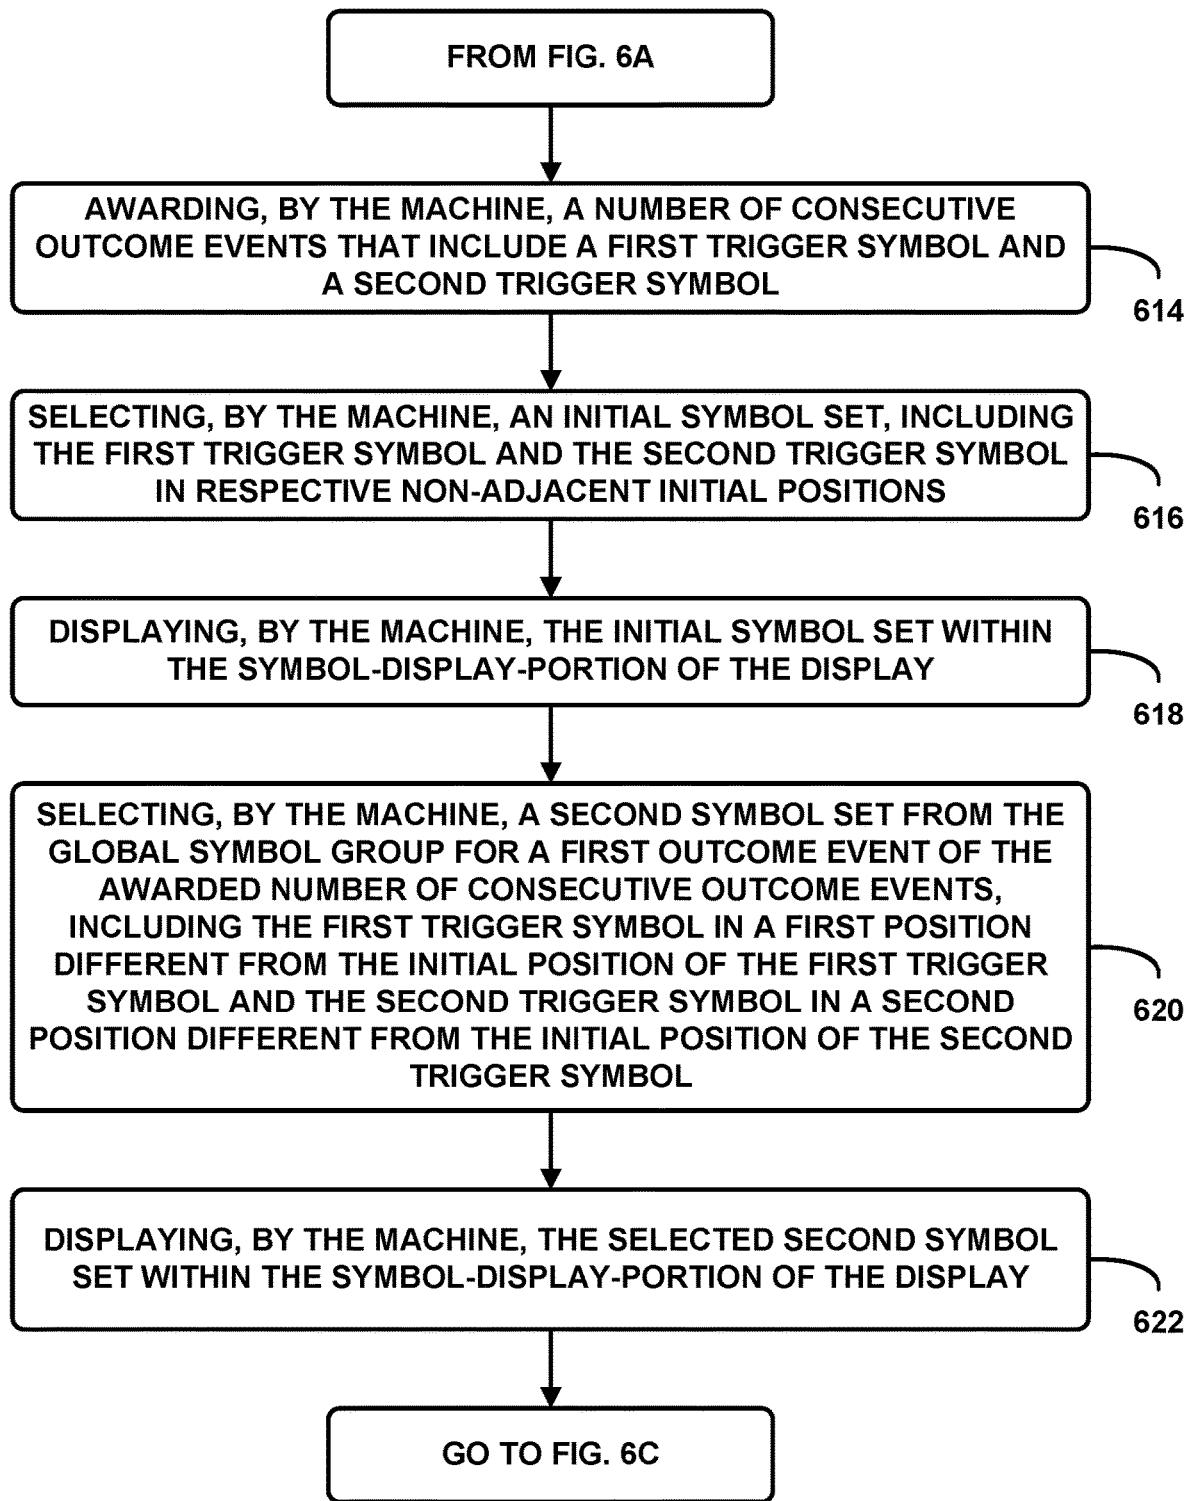 FROM FIG. 6A
AWARDING, BY THE MACHINE, A NUMBER OF CONSECUTIVE
OUTCOME EVENTS THAT INCLUDE A FIRST TRIGGER SYMBOL AND
A SECOND TRIGGER SYMBOL
614
SELECTING, BY THE MACHINE, AN INITIAL SYMBOL SET, INCLUDING
THE FIRST TRIGGER SYMBOL AND THE SECOND TRIGGER SYMBOL
IN RESPECTIVE NON-ADJACENT INITIAL POSITIONS
616
DISPLAYING, BY THE MACHINE, THE INITIAL SYMBOL SET WITHIN
THE SYMBOL-DISPLAY-PORTION OF THE DISPLAY
618
SELECTING, BY THE MACHINE, A SECOND SYMBOL SET FROM THE
GLOBAL SYMBOL GROUP FOR A FIRST OUTCOME EVENT OF THE
AWARDED NUMBER OF CONSECUTIVE OUTCOME EVENTS,
INCLUDING THE FIRST TRIGGER SYMBOL IN A FIRST POSITION
DIFFERENT FROM THE INITIAL POSITION OF THE FIRST TRIGGER
SYMBOL AND THE SECOND TRIGGER SYMBOL IN A SECOND
POSITION DIFFERENT FROM THE INITIAL POSITION OF THE SECOND
TRIGGER SYMBOL
620
DISPLAYING, BY THE MACHINE, THE SELECTED SECOND SYMBOL
SET WITHIN THE SYMBOL-DISPLAY-PORTION OF THE DISPLAY
622
GO TO FIG. 6C